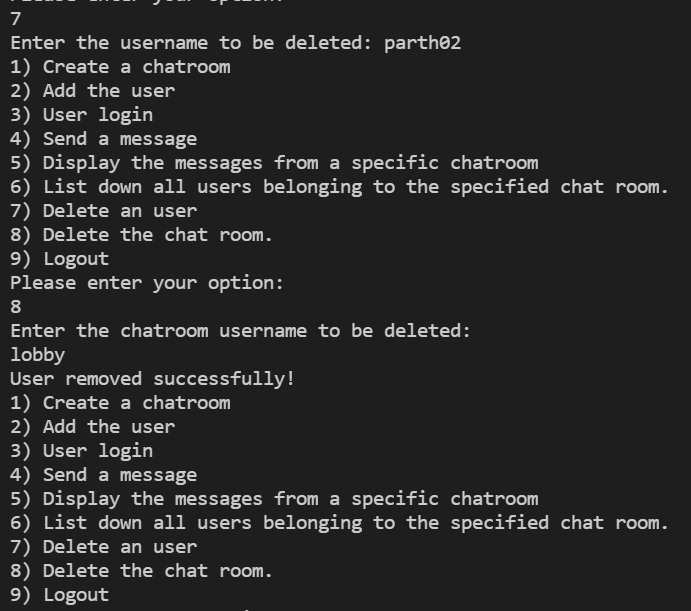 Please enter your option:
7
Enter the username to be deleted: parth02
1) Create a chatroom
2) Add the user
3) User login
4) Send a message
5) Display the messages from a specific chatroom
6) List down all users belonging to the specified chat room.
7) Delete an user
8) Delete the chat room.
9) Logout
Please enter your option:
8
Enter the chatroom username to be deleted:
lobby
User removed successfully!
1) Create a chatroom
2) Add the user
3) User login
4) Send a message
5) Display the messages from a specific chatroom
6) List down all users belonging to the specified chat room.
7) Delete an user
8) Delete the chat room.
9) Logout